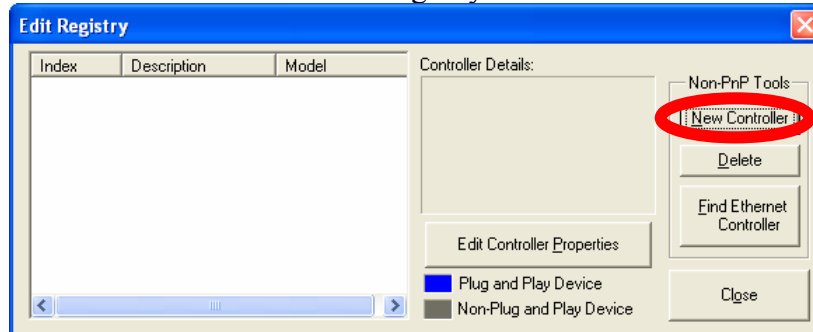 Edit Registry
Index Description Model
Controller Details:
Non-PnP Tools
New Controller
Delete
Find Ethernet
Controller
Edit Controller Properties
Plug and Play Device
Non-Plug and Play Device
Close